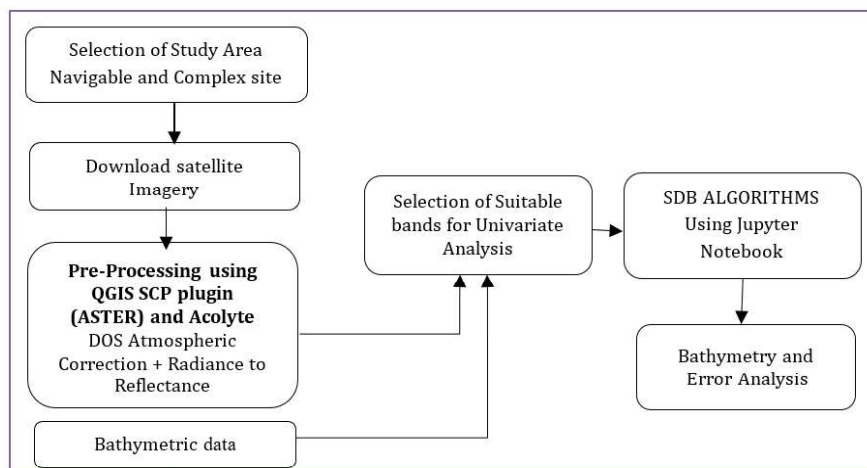 Selection of Study Area
Navigable and Complex site
Download satellite
Imagery
Pre-Processing using
QGIS SCP plugin
(ASTER) and Acolyte
DOS Atmospheric
Correction + Radiance to
Reflectance
Bathymetric data
Selection of Suitable
bands for Univariate
Analysis
SDB ALGORITHMS
Using Jupyter
Notebook
Bathymetry and
Error Analysis